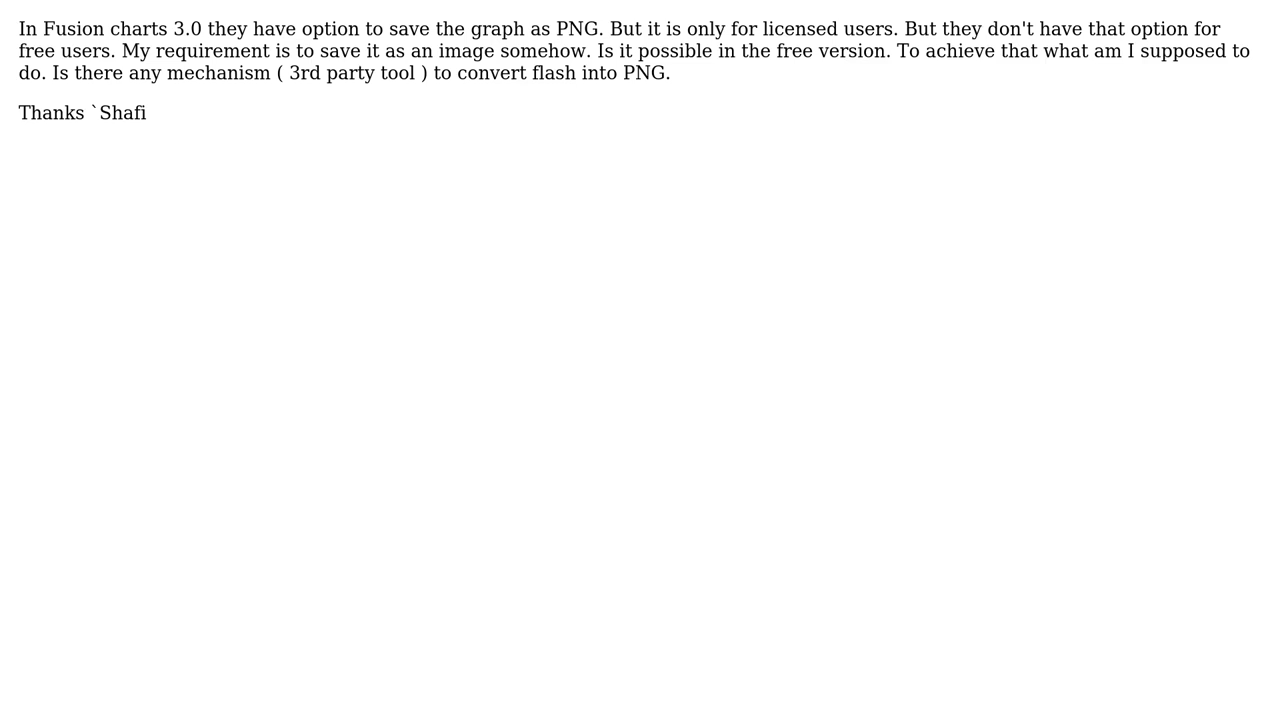 In Fusion charts 3.0 they have option to save the graph as PNG. But it is only for licensed users. But they don't have that option for
free users. My requirement is to save it as an image somehow. Is it possible in the free version. To achieve that what am I supposed to
do. Is there any mechanism ( 3rd party tool ) to convert flash into PNG.
Thanks `Shafi